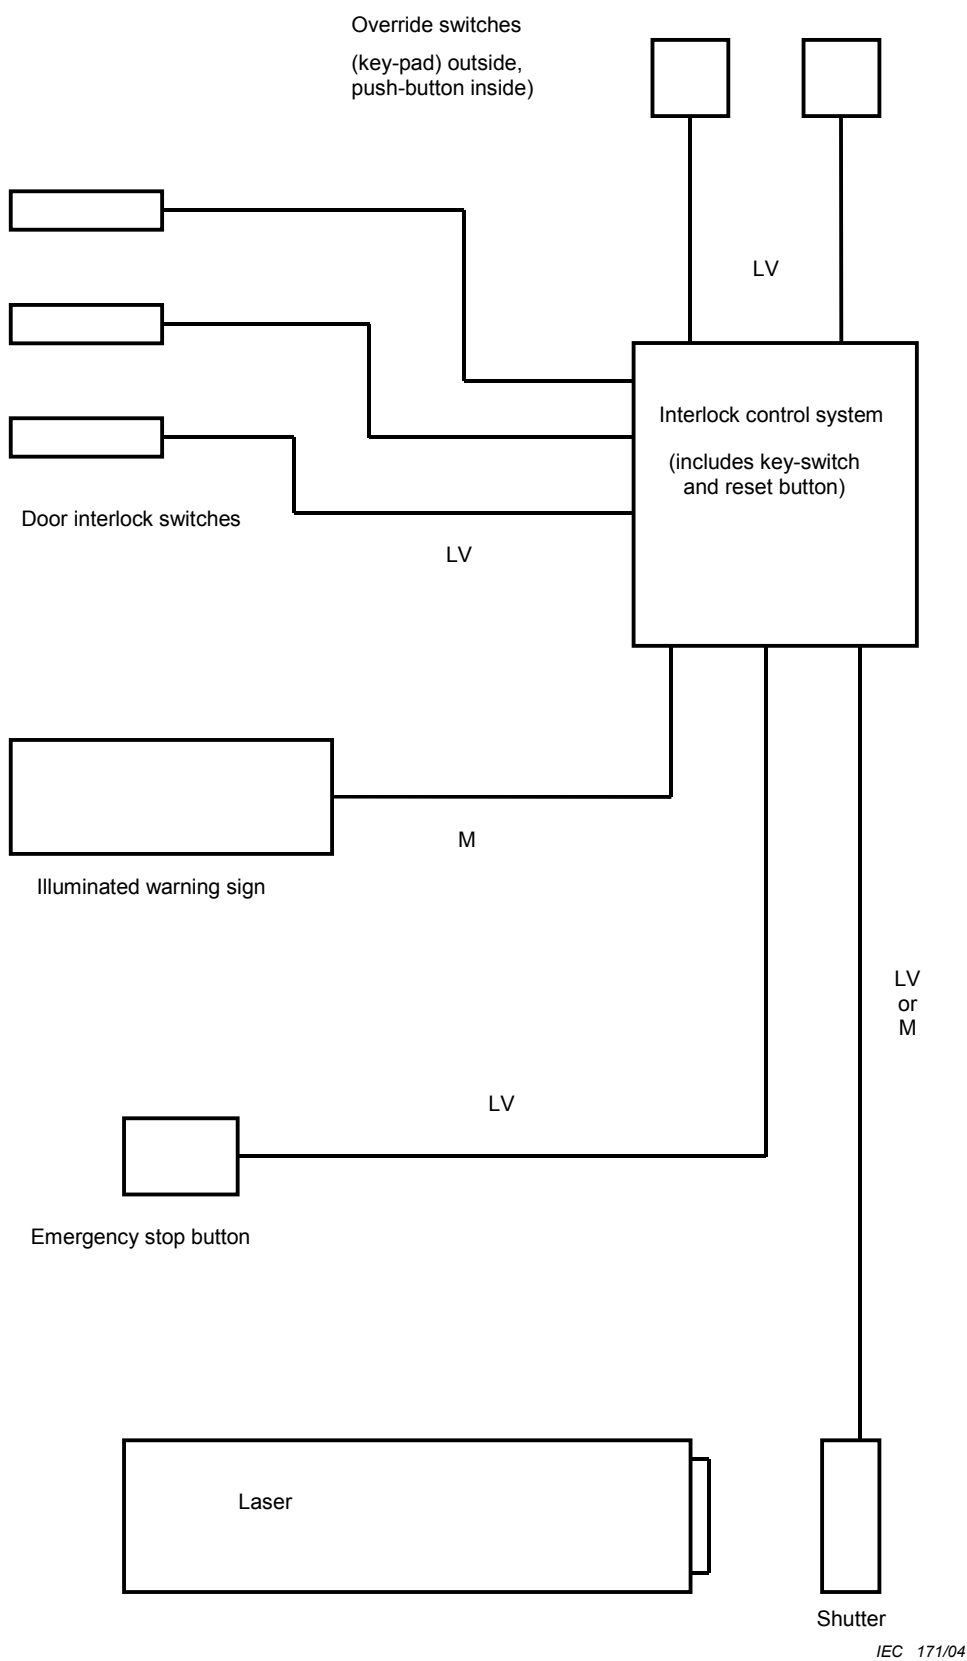 Override switches
(key-pad) outside,
push-button inside)
LV
Interlock control system
(includes key-switch
and reset button)
Door interlock switches
LV
M
Illuminated warning sign
LV
or
M
LV
Emergency stop button
Laser
Shutter
IEC 171/04